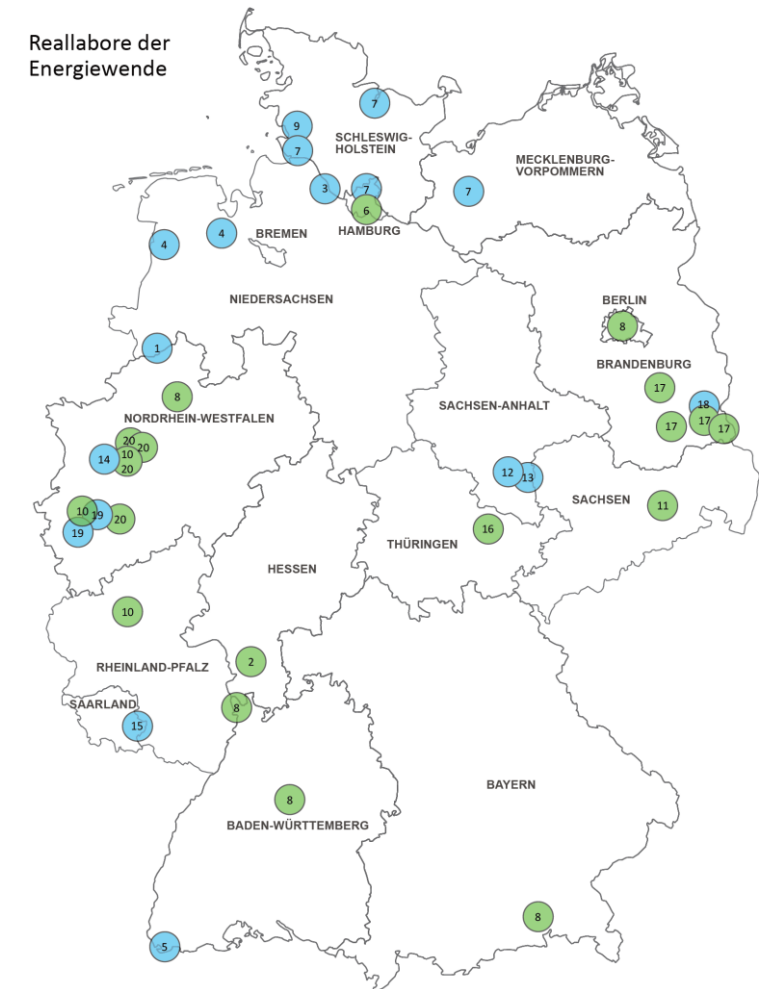 Reallabore der
Energiewende
7
9
SCHLESWIG-
HOLSTEIN
7
MECKLENBURG-
VORPOMMERN
3
7
7
6
HAMBURG
4
BREMEN
4
NIEDERSACHSEN
BERLIN
8
1
BRANDENBURG
17
8
18
SACHSEN-ANHALT
NORDRHEIN-WESTFALEN
17
17
17
20
20
10
20
14
12
13
SACHSEN
11
10
19
20
19
16
THÜRINGEN
HESSEN
10
2
RHEINLAND-PFALZ
SAARLAND
8
15
BAYERN
8
BADEN-WÜRTTEMBERG
8
5